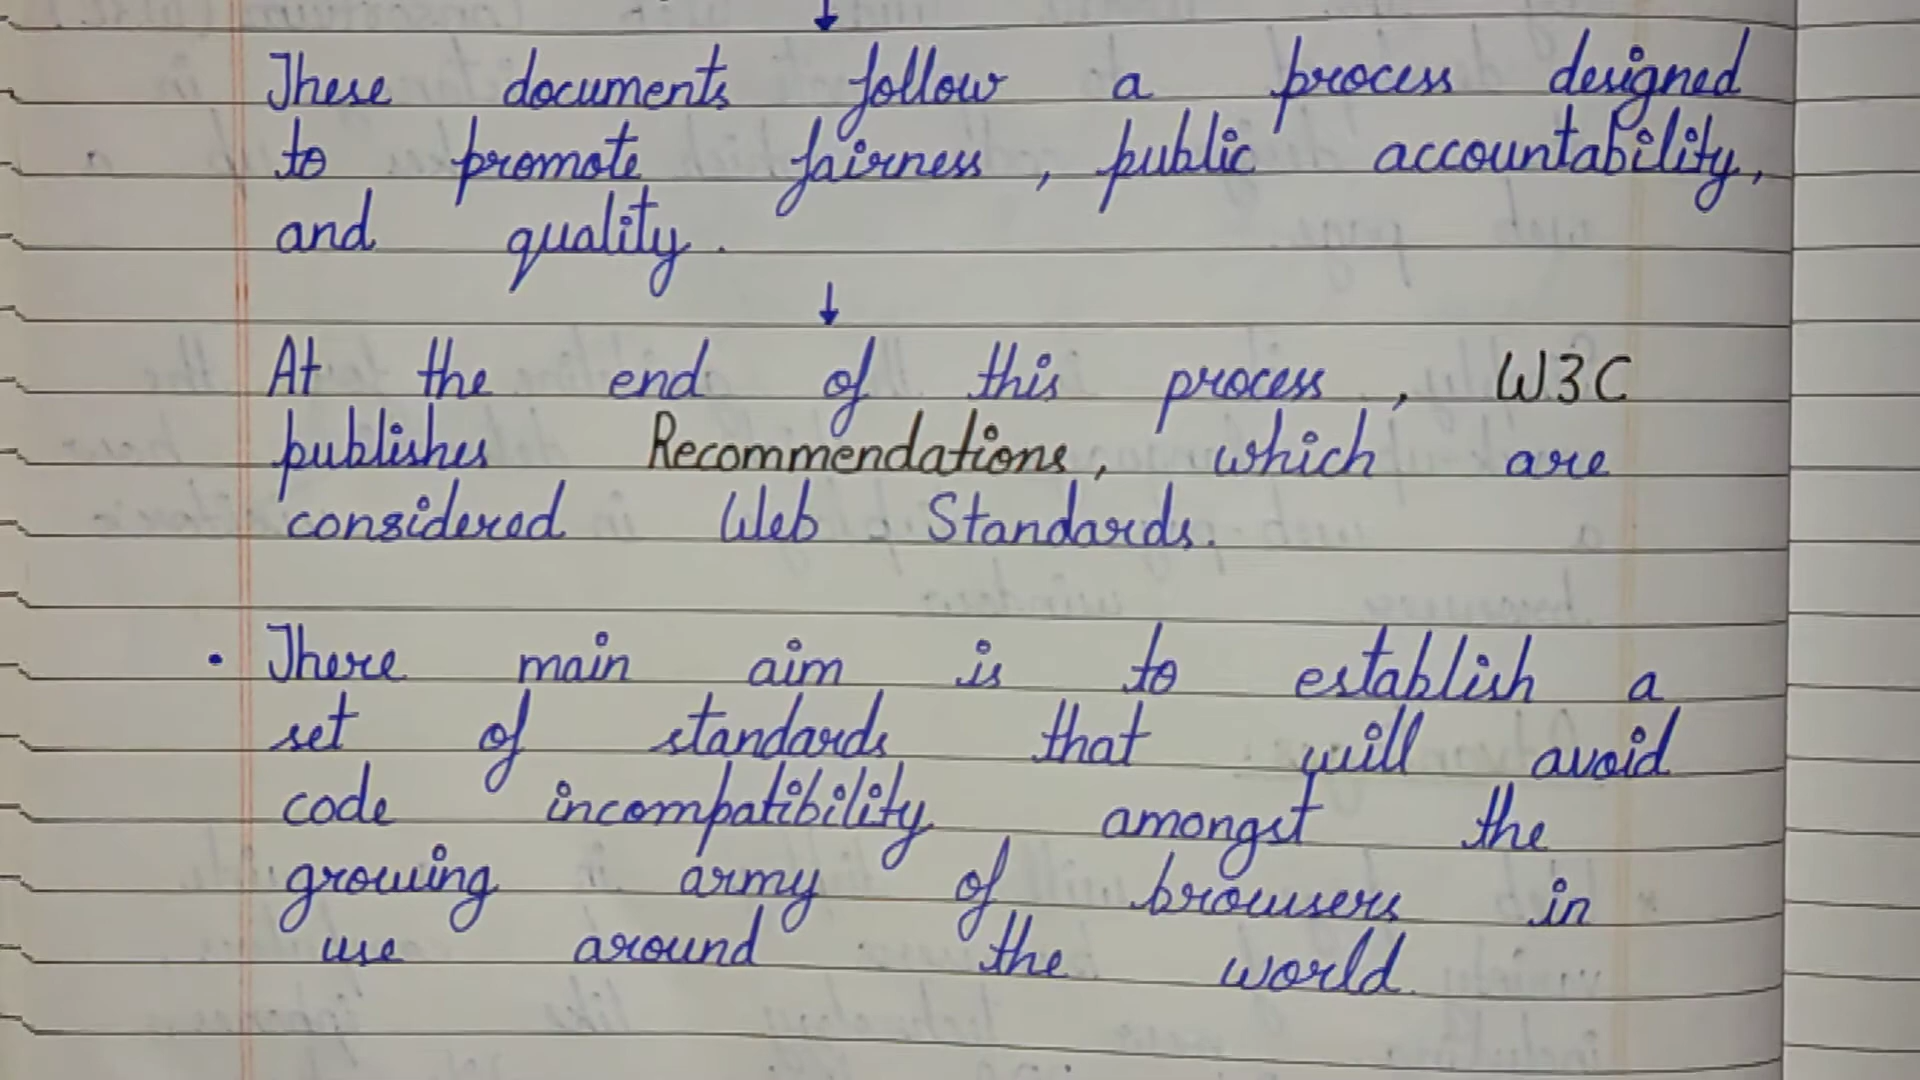 ↓
These documents follow a process designed
to promote fairness, public accountability,
and quality.
↓
At the end of this process, W3C
publishes Recommendations, which are
considered Web Standards.
• There main aim is to establish a
set of standards that will avoid
code incompatibility amongst the
growing army of browsers in
use around the world.